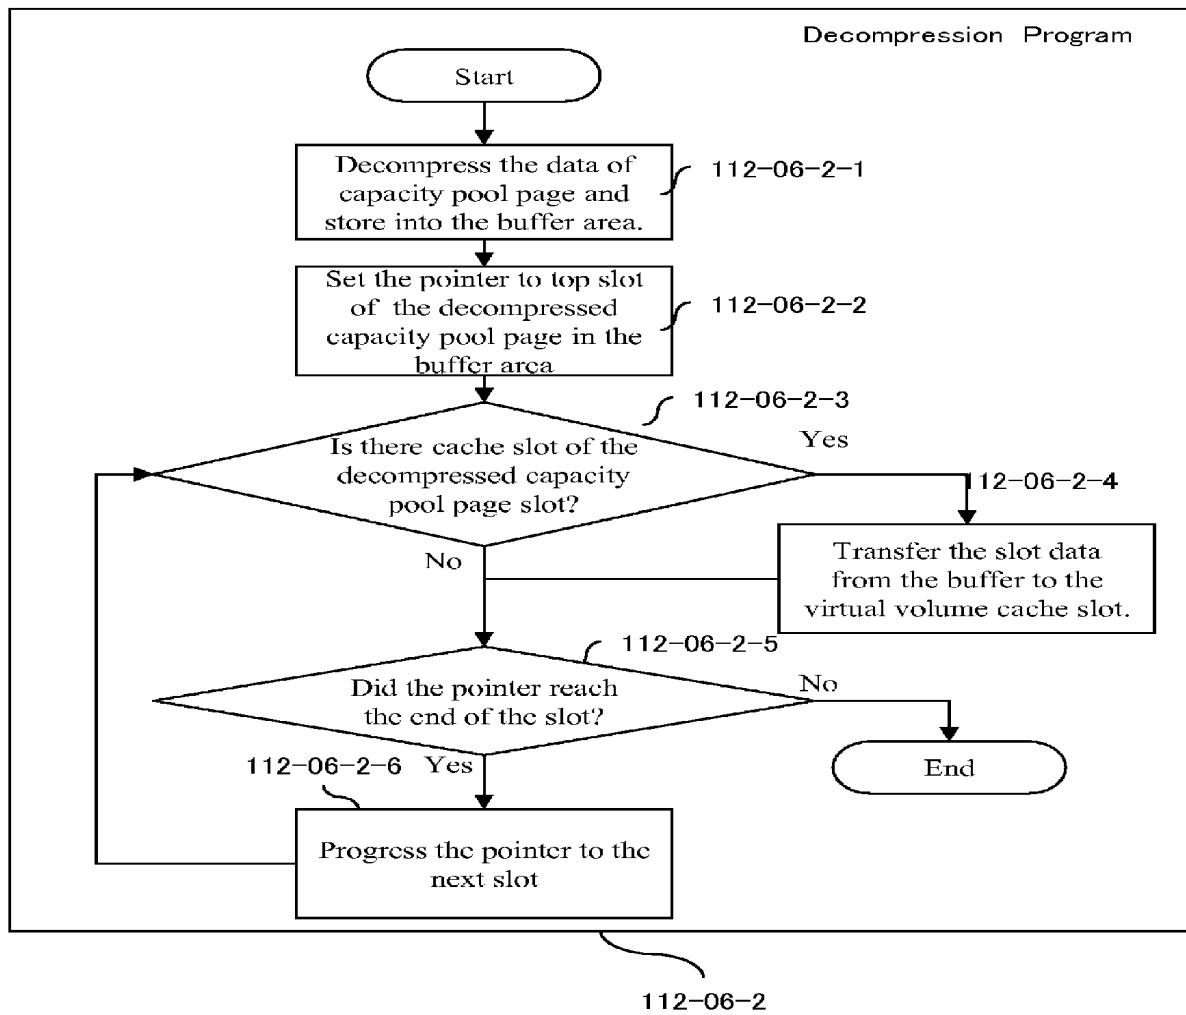 Decompression Program
Start
Decompress the data of
capacity pool page and
store into the buffer area.
112-06-2-1
Set the pointer to top slot
of the decompressed
capacity pool page in the
buffer area
112-06-2-2
112-06-2-3
Is there cache slot of the
decompressed capacity
pool page slot?
Yes
112-06-2-4
No
Transfer the slot data
from the buffer to the
virtual volume cache slot.
112-06-2-5
Did the pointer reach
the end of the slot?
No
End
112-06-2-6
Yes
Progress the pointer to the
next slot
112-06-2